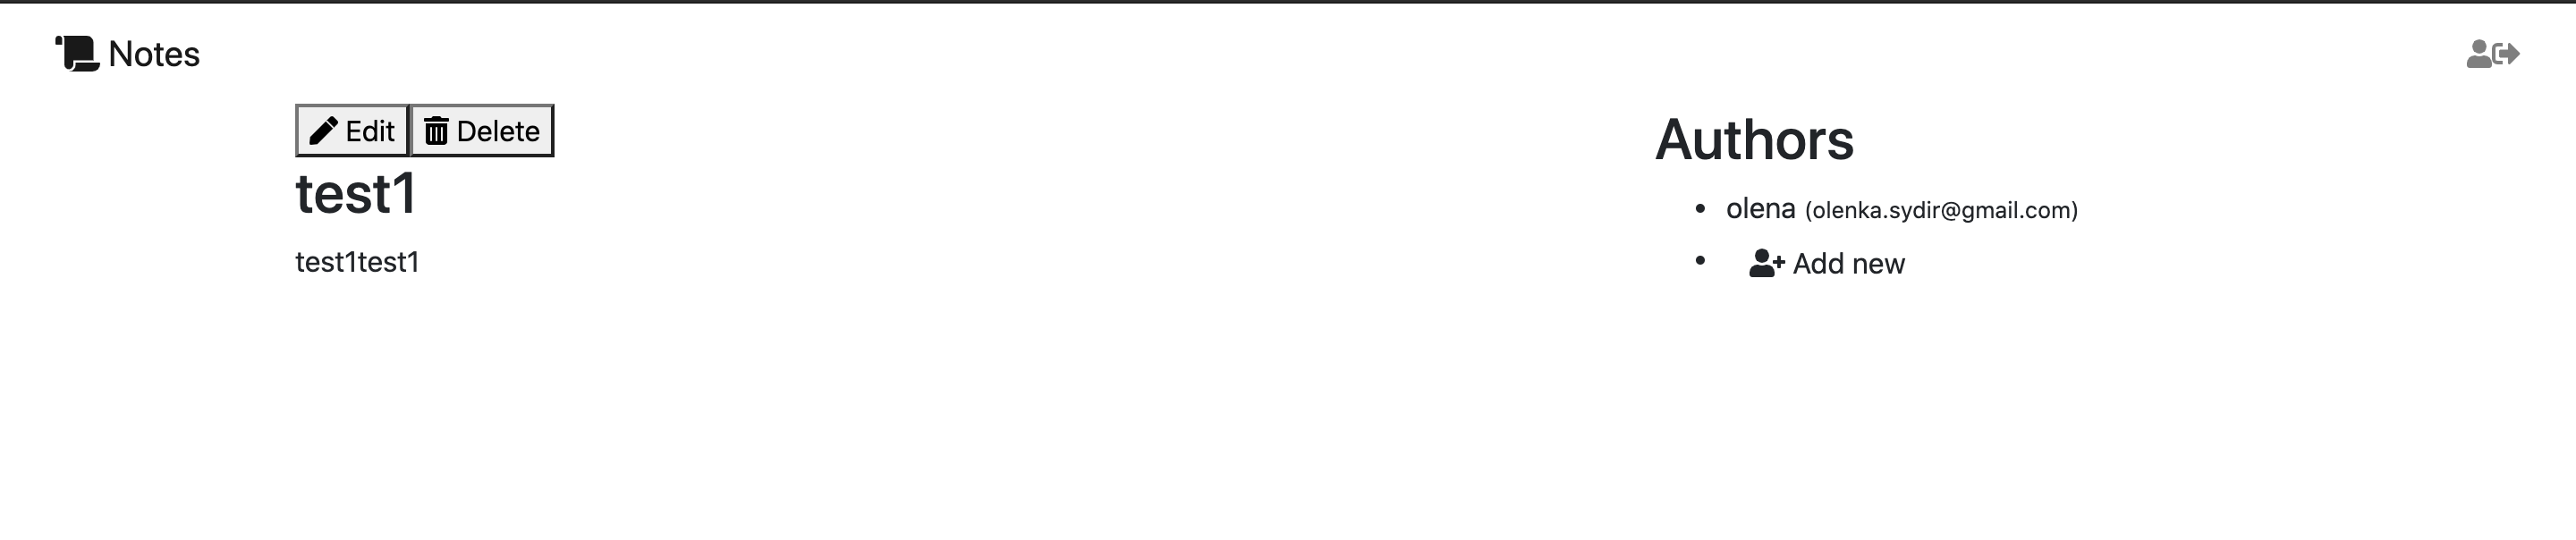 Notes
Edit Delete
test1
test1test1
Authors
olena (olenka.sydir@gmail.com)
Add new